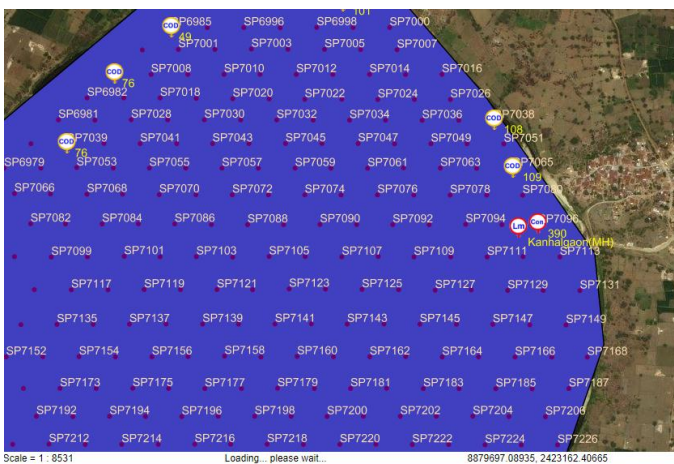 101
SP6985 SP6996 SP6998 SP7000
49
SP7001 SP7003 SP7005 SP7007
COD SP7008 SP7010 SP7012 SP7014 SP7016
76
SP6982 SP7018 SP7020 SP7022 SP7024 SP7026
SP6981 SP7028 SP7030 SP7032 SP7034 SP7036 COD SP7038
108
COD SP7039 SP7041 SP7043 SP7045 SP7047 SP7049 SP7051
76
SP6979 SP7053 SP7055 SP7057 SP7059 SP7061 SP7063 COD SP7065
109
SP7066 SP7068 SP7070 SP7072 SP7074 SP7076 SP7078 SP7080
SP7082 SP7084 SP7086 SP7088 SP7090 SP7092 SP7094 Lm Con SP7096
390
Kanhalgaon(MH)
SP7099 SP7101 SP7103 SP7105 SP7107 SP7109 SP7111 SP7113
SP7117 SP7119 SP7121 SP7123 SP7125 SP7127 SP7129 SP7131
SP7135 SP7137 SP7139 SP7141 SP7143 SP7145 SP7147 SP7149
SP7152 SP7154 SP7156 SP7158 SP7160 SP7162 SP7164 SP7166 SP7168
SP7173 SP7175 SP7177 SP7179 SP7181 SP7183 SP7185 SP7187
SP7192 SP7194 SP7196 SP7198 SP7200 SP7202 SP7204 SP7206
SP7212 SP7214 SP7216 SP7218 SP7220 SP7222 SP7224 SP7226
Scale = 1 : 8531 Loading... please wait... 8879697.08935, 2423162.40665